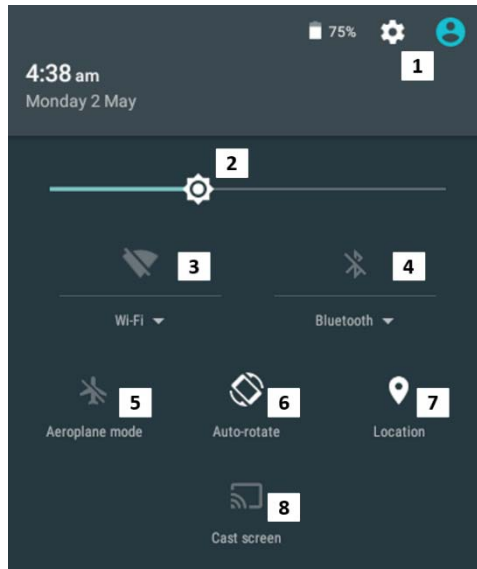 75%
1
4:38 am
Monday 2 May
2
3
4
Wi-Fi
Bluetooth
5
6
7
Aeroplane mode
Auto-rotate
Location
8
Cast screen